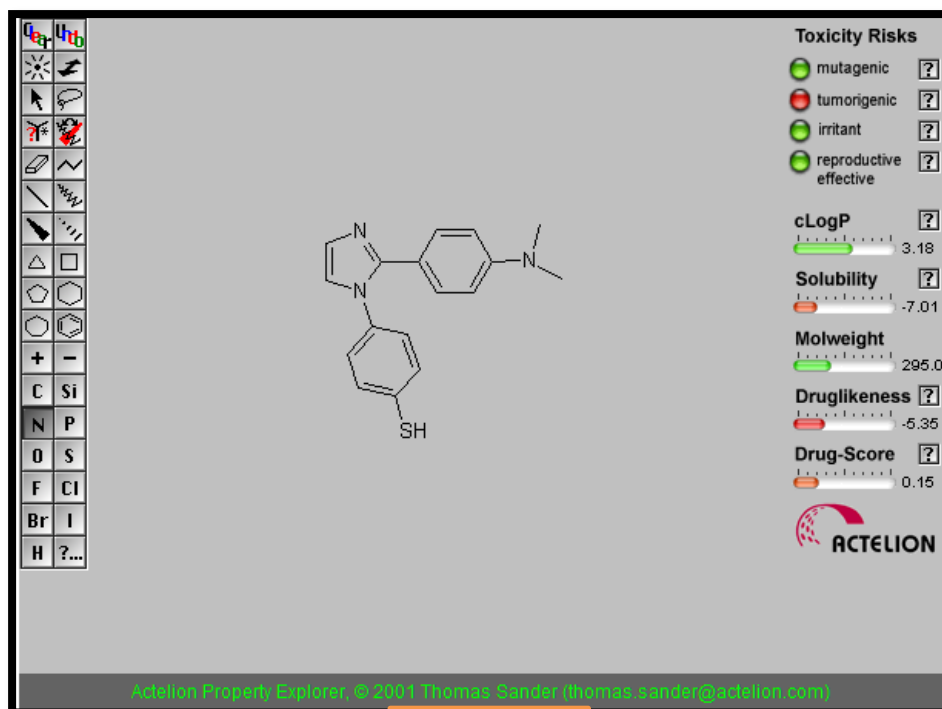 Clear Undo
Toxicity Risks
mutagenic ?
tumorigenic ?
irritant ?
reproductive ?
effective
cLogP ?
3.18
Solubility ?
-7.01
Molweight
295.0
Druglikeness ?
-5.35
Drug-Score ?
0.15
ACTELION
N
N
N
SH
?
+ −
C Si
N P
O S
F Cl
Br I
H ?...
Actelion Property Explorer, © 2001 Thomas Sander (thomas.sander@actelion.com)